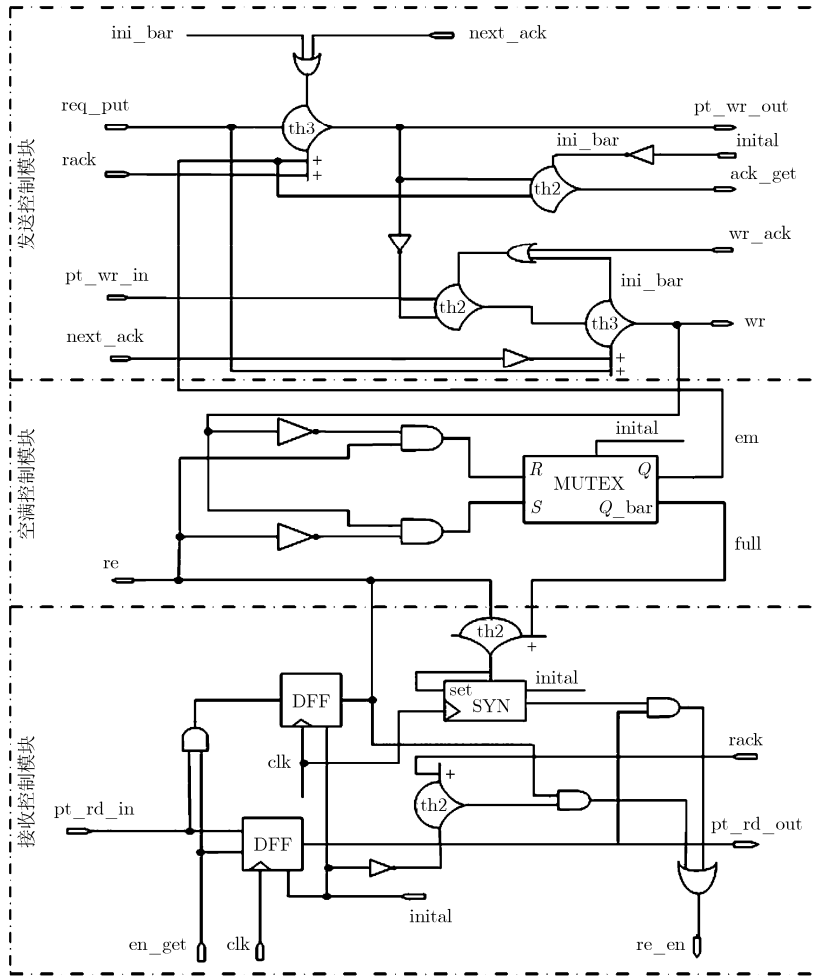 ini_bar
next_ack
req_put
th3
pt_wr_out
+
+
rack
ini_bar
inital
th2
ack_get
wr_ack
pt_wr_in
th2
ini_bar
th3
wr
next_ack
+
+
发送控制模块
inital
em
R
Q
MUTEX
S
Q_bar
full
re
空满控制模块
th2
+
set
SYN
inital
DFF
clk
rack
+
th2
pt_rd_in
DFF
pt_rd_out
inital
en_get
clk
re_en
接收控制模块